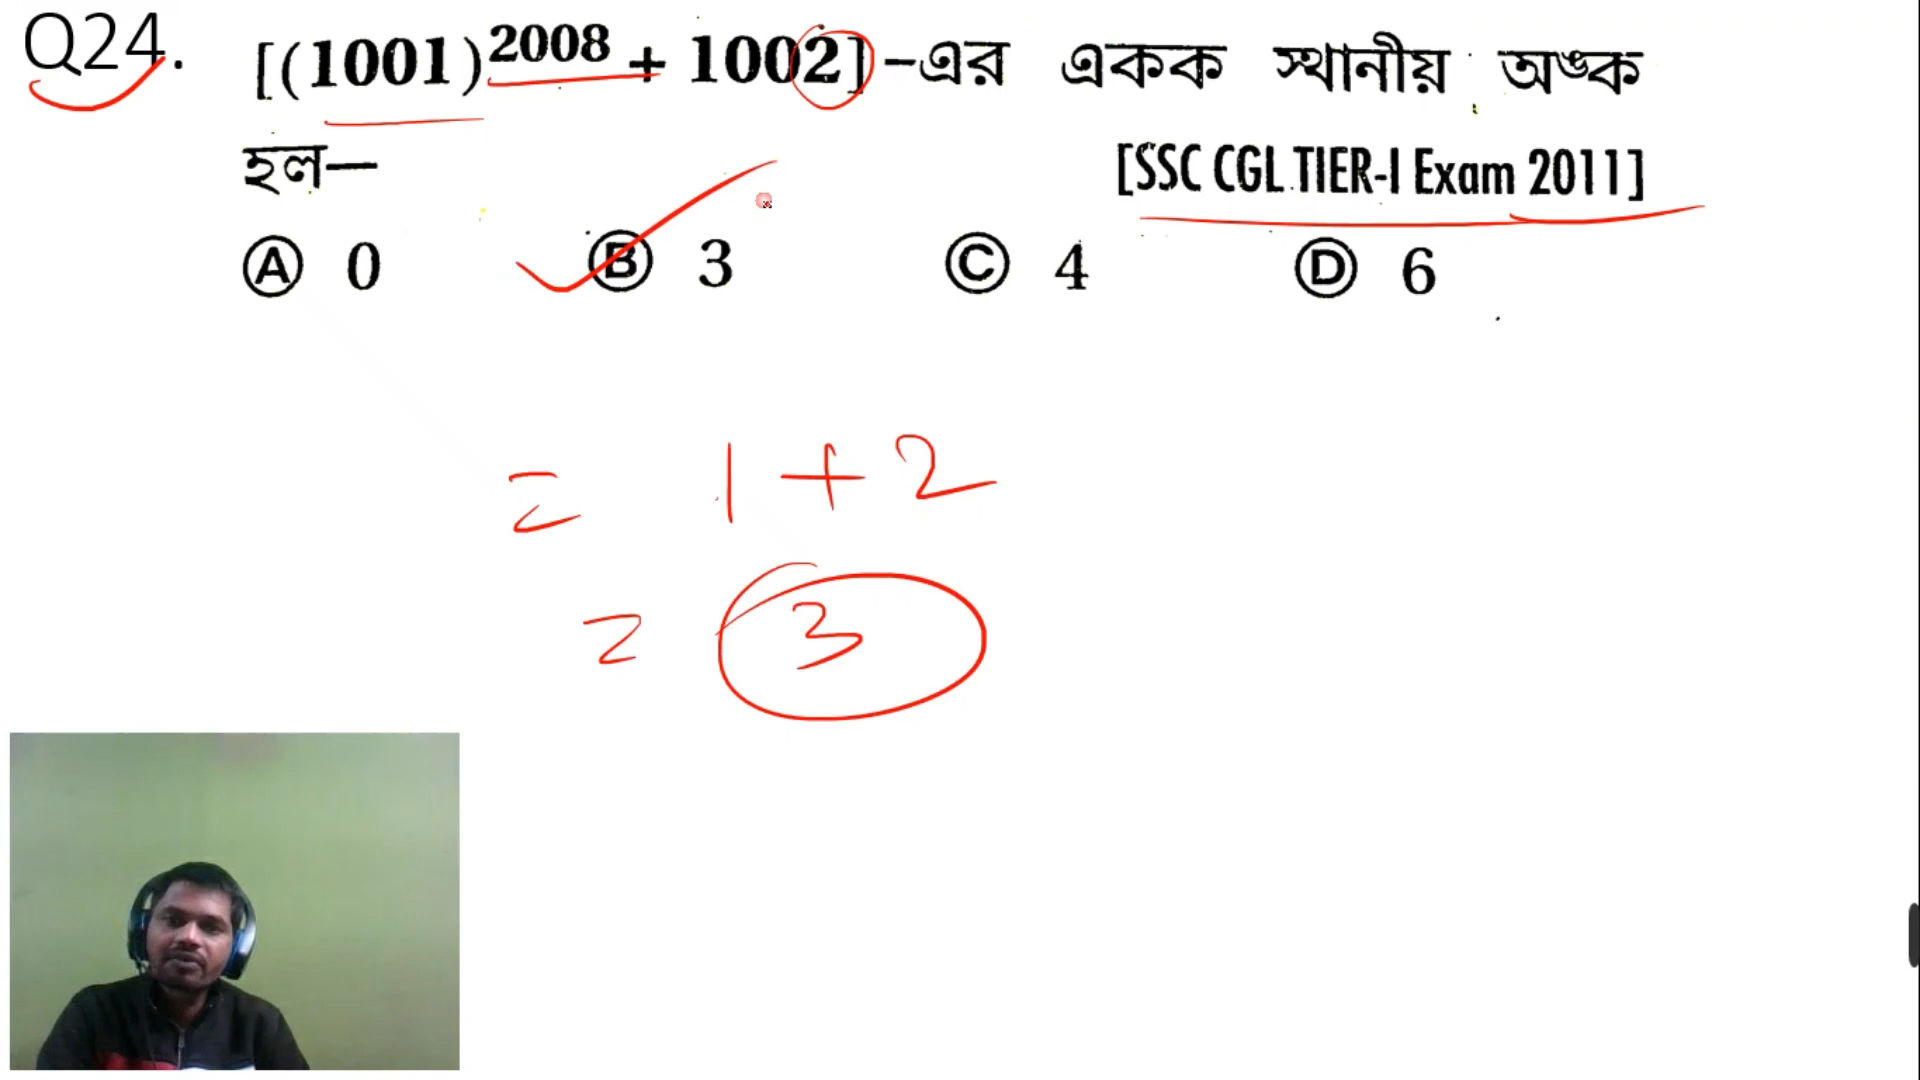 Q24. [(1001)²⁰⁰⁸ + 1002] -এর একক স্থানীয় অঙ্ক
হল— [SSC CGL TIER-I Exam 2011]
Ⓐ 0 Ⓑ 3 Ⓒ 4 Ⓓ 6
= 1 + 2
= 3